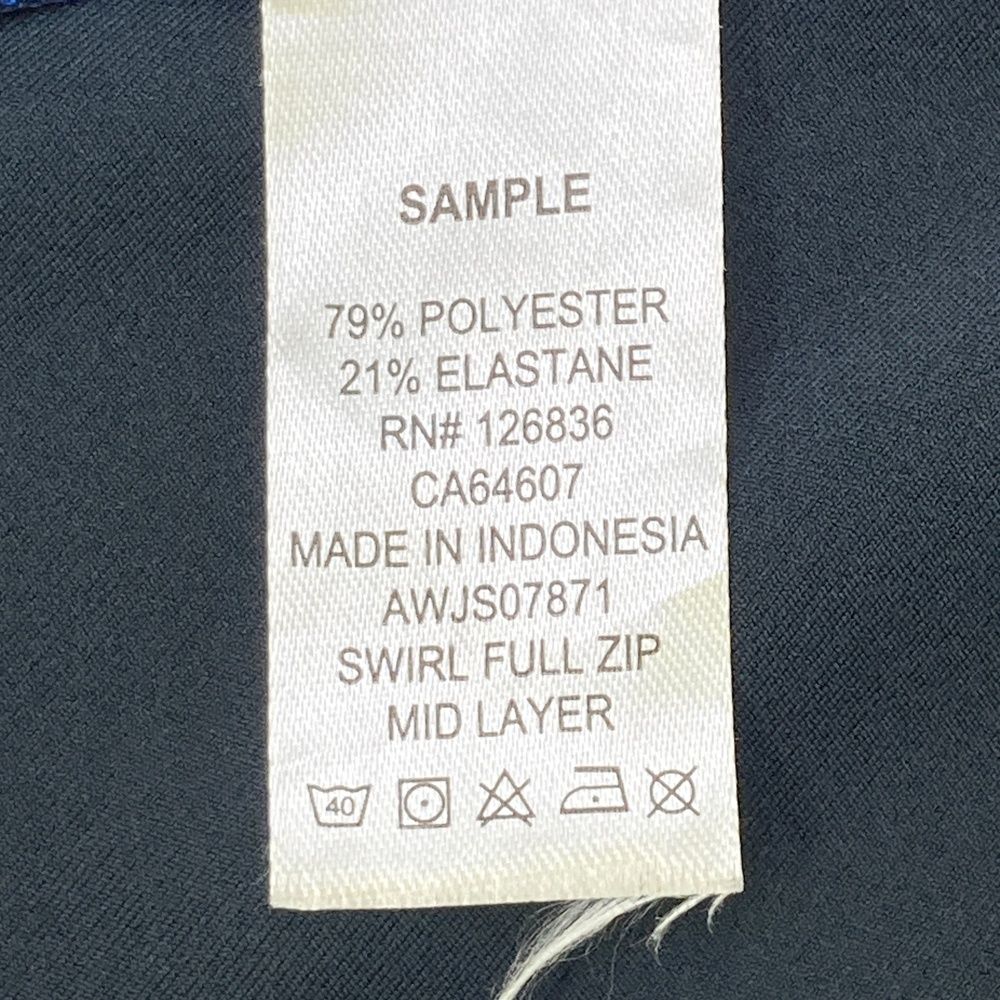 SAMPLE
79% POLYESTER
21% ELASTANE
RN# 126836
CA64607
MADE IN INDONESIA
AWJS07871
SWIRL FULL ZIP
MID LAYER
40